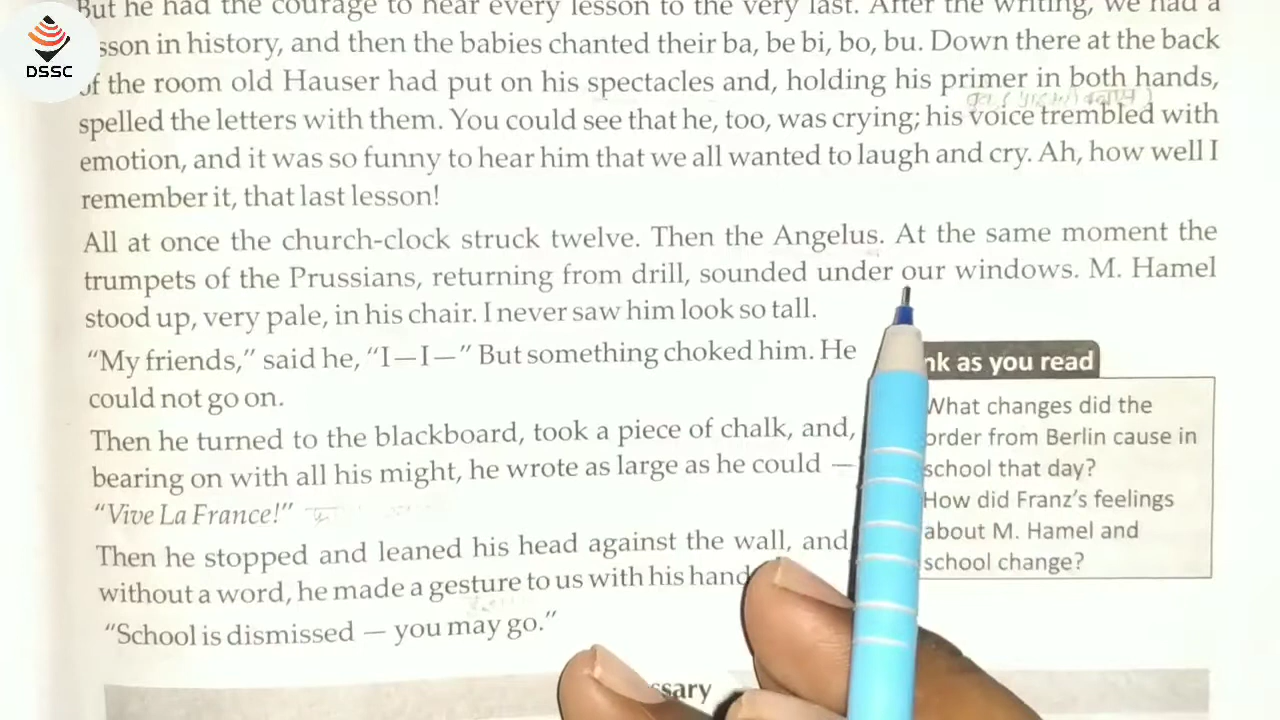 But he had the courage to hear every lesson to the very last. After the writing, we had a
sson in history, and then the babies chanted their ba, be bi, bo, bu. Down there at the back
of the room old Hauser had put on his spectacles and, holding his primer in both hands,
spelled the letters with them. You could see that he, too, was crying; his voice trembled with
emotion, and it was so funny to hear him that we all wanted to laugh and cry. Ah, how well I
remember it, that last lesson!
All at once the church-clock struck twelve. Then the Angelus. At the same moment the
trumpets of the Prussians, returning from drill, sounded under our windows. M. Hamel
stood up, very pale, in his chair. I never saw him look so tall.
“My friends,” said he, “I—I—” But something choked him. He
could not go on.
Then he turned to the blackboard, took a piece of chalk, and,
bearing on with all his might, he wrote as large as he could —
“Vive La France!”
Then he stopped and leaned his head against the wall, and
without a word, he made a gesture to us with his hand
“School is dismissed — you may go.”
nk as you read
What changes did the
order from Berlin cause in
school that day?
How did Franz’s feelings
about M. Hamel and
school change?
ssary
DSSC